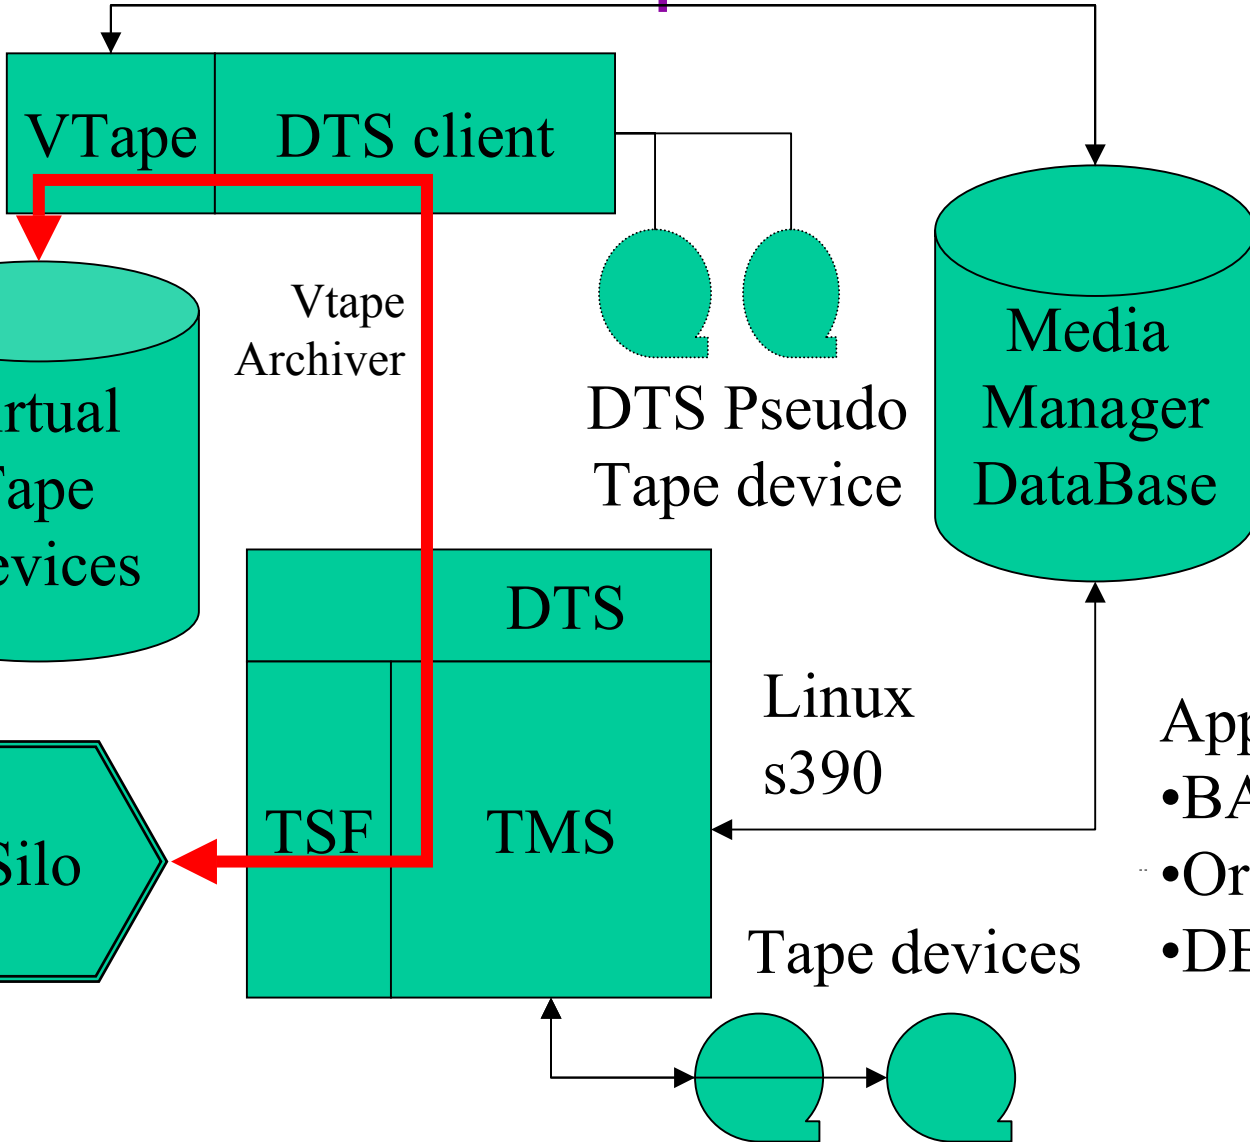 VTape
DTS client
Vtape
Archiver
DTS Pseudo
Tape device
Media
Manager
DataBase
DTS
Linux
s390
TSF
TMS
Silo
Tape devices